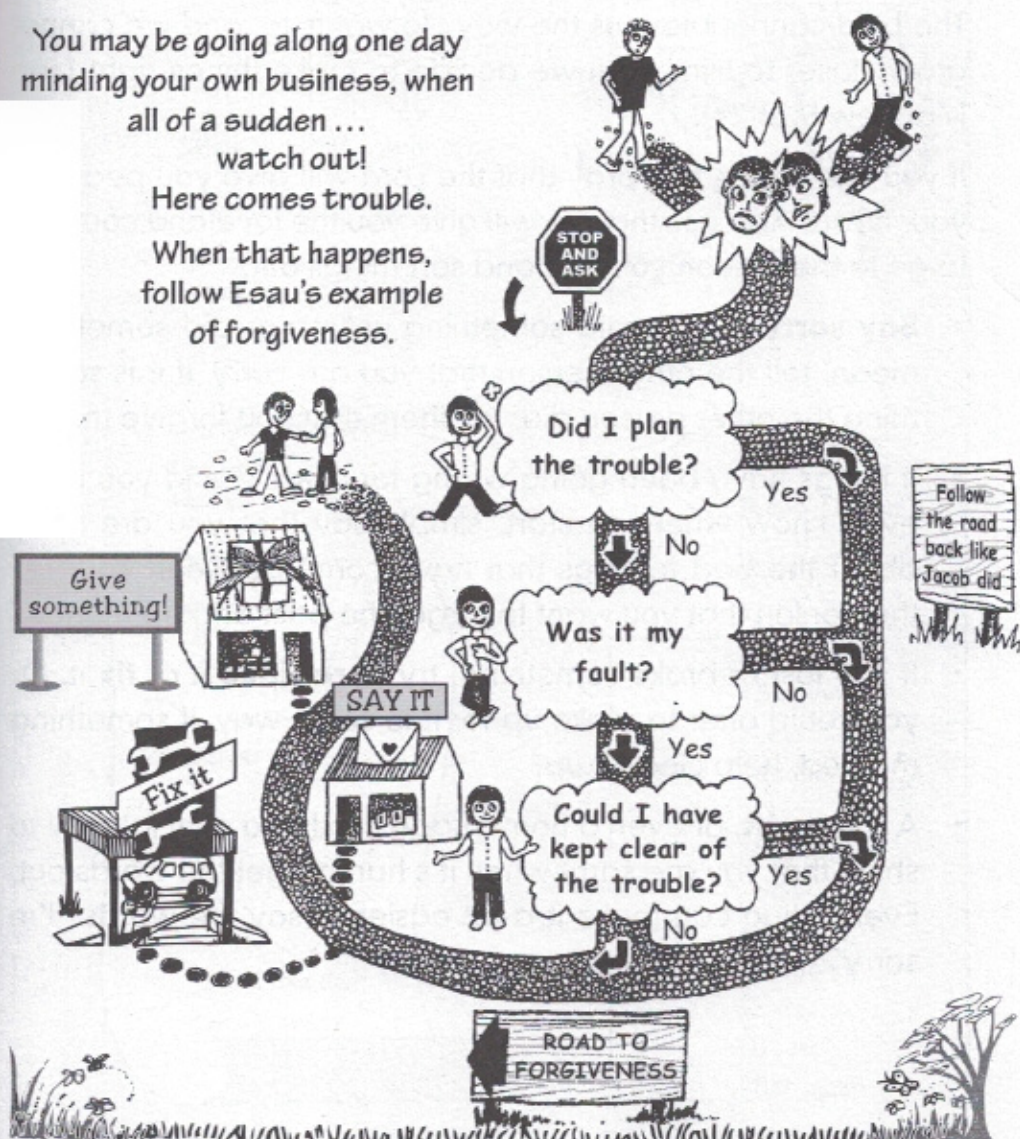 You may be going along one day
minding your own business, when
all of a sudden ...
watch out!
Here comes trouble.
When that happens,
follow Esau's example
of forgiveness.
STOP
AND
ASK
Did I plan
the trouble?
Yes
No
Follow
the road
back like
Jacob did
Was it my
fault?
No
Yes
Could I have
kept clear of
the trouble?
Yes
No
Give
something!
SAY IT
Fix it
ROAD TO
FORGIVENESS